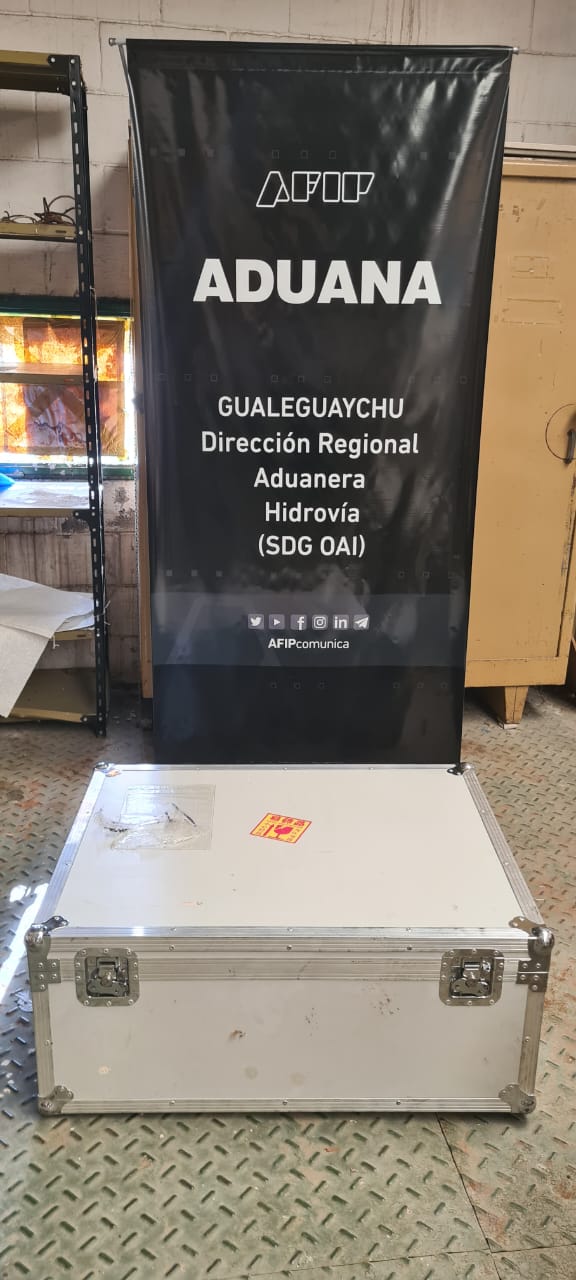 AFIP
ADUANA
GUALEGUAYCHU
Dirección Regional
Aduanera
Hidrovía
(SDG OAI)
AFIPcomunica